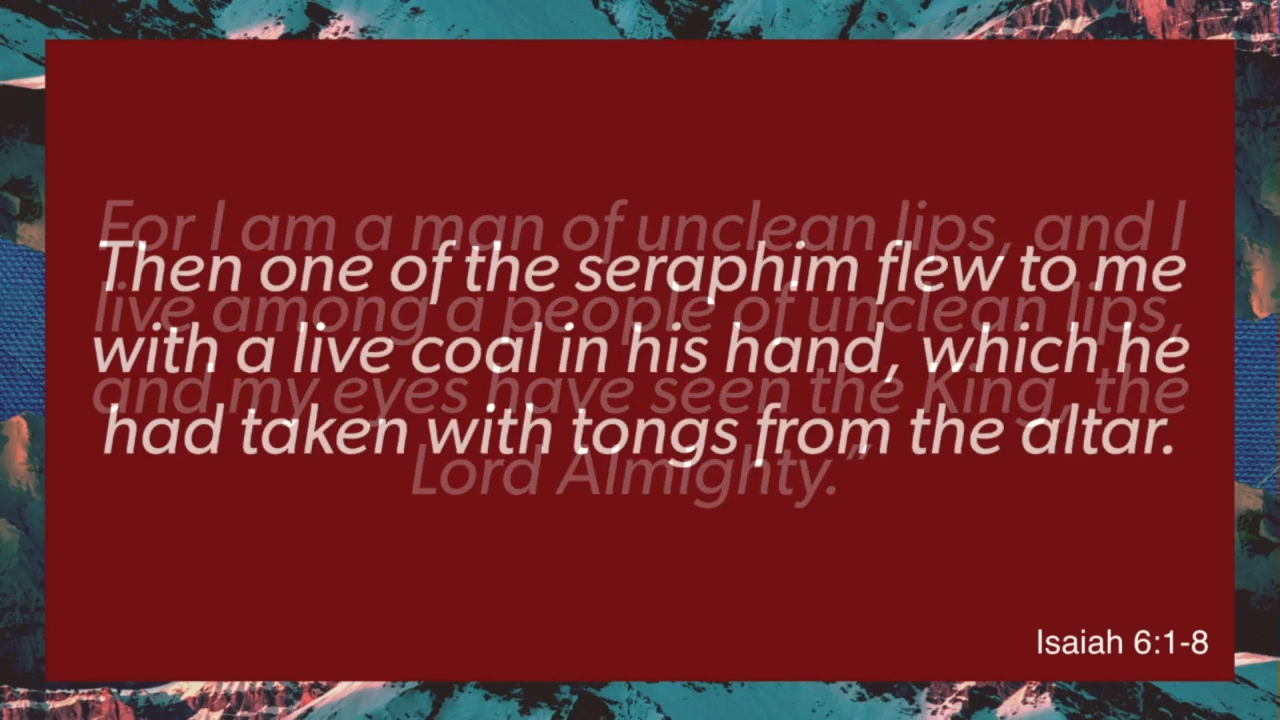 For I am a man of unclean lips, and I
live among a people of unclean lips,
and my eyes have seen the King, the
Lord Almighty.”
Then one of the seraphim flew to me
with a live coal in his hand, which he
had taken with tongs from the altar.
Isaiah 6:1-8